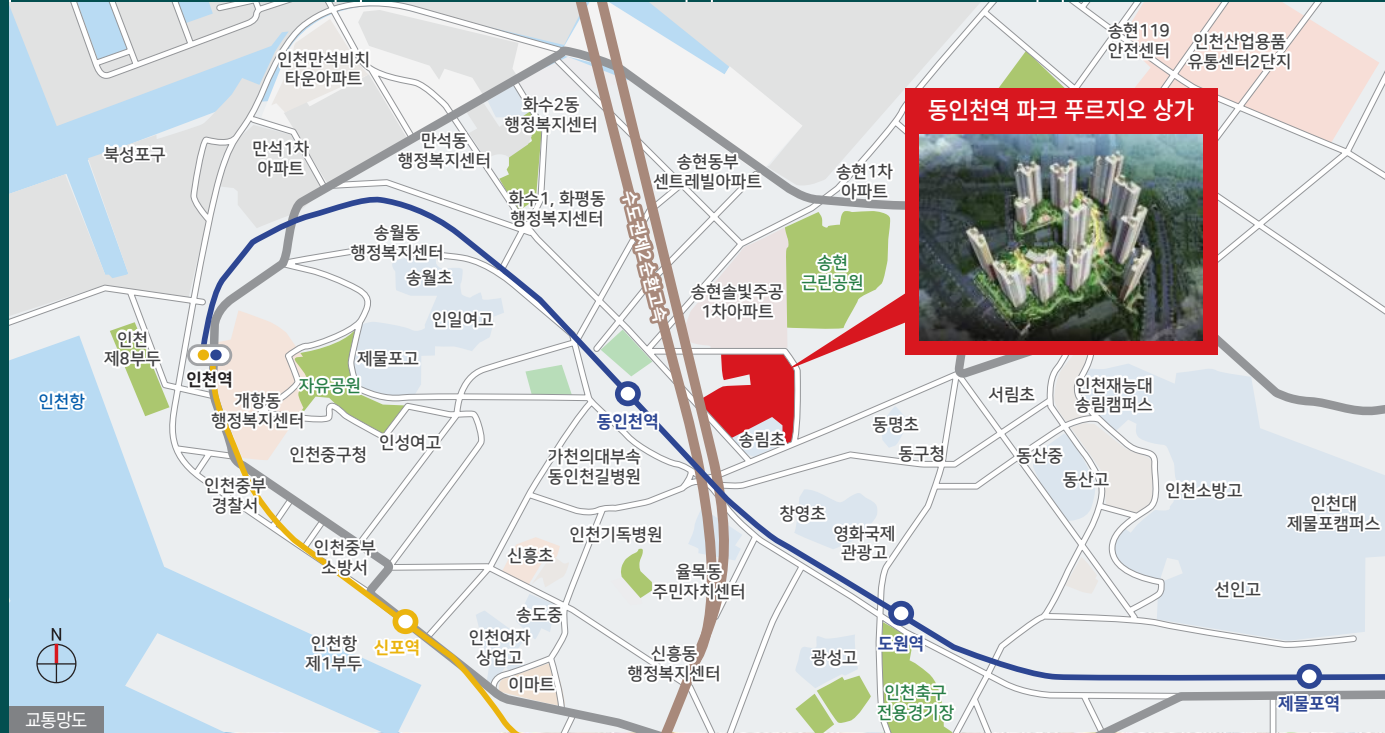 송현119
안전센터
인천산업용품
유통센터2단지
인천만석비치
타운아파트
동인천역 파크 푸르지오 상가
화수2동
행정복지센터
만석동
행정복지센터
북성포구
만석1차
아파트
송현동부
센트레빌아파트
송현1차
아파트
화수1, 화평동
행정복지센터
수도권제2순환고속
송월동
행정복지센터
송월초
송현
근린공원
송현솔빛주공
1차아파트
인일여고
인천
제8부두
제물포고
인천역
자유공원
인천항
개항동
행정복지센터
동인천역
서림초
인천재능대
송림캠퍼스
인성여고
송림초
동명초
인천중구청
가천의대부속
동인천길병원
동구청
동산중
동산고
인천소방고
인천중부
경찰서
인천대
제물포캠퍼스
창영초
인천기독병원
영화국제
관광고
인천중부
소방서
신흥초
율목동
주민자치센터
선인고
송도중
N
인천항
제1부두
신포역
인천여자
상업고
도원역
신흥동
행정복지센터
광성고
이마트
인천축구
전용경기장
제물포역
교통망도